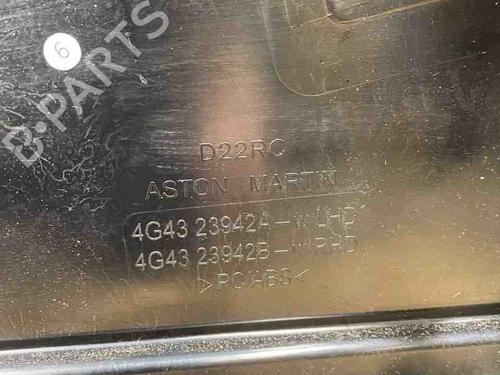 6
B-PARTS
D22RC
ASTON MARTIN
4G43 23942A-W LHD
4G43 23942B-W RHD
>PC/ABS<